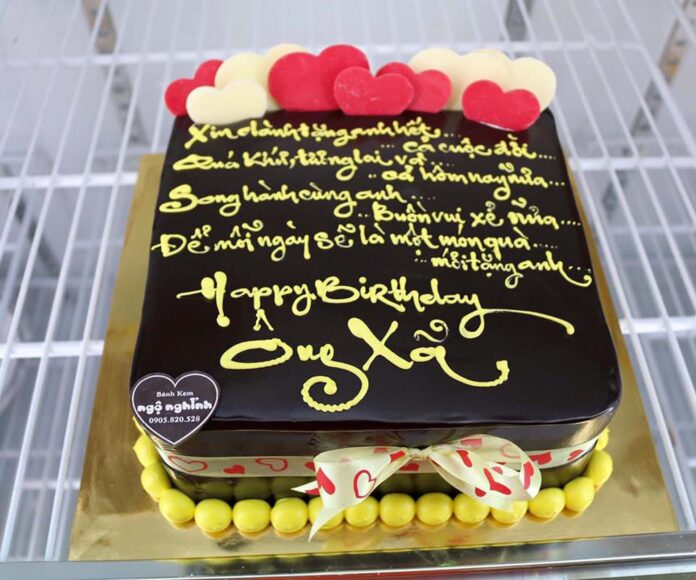 Xin dành tặng anh hết... cả cuộc đời...
Quá khứ, tương lai và... cả hôm nay nữa...
Song hành cùng anh... Buồn vui xẻ nửa...
Để mỗi ngày sẽ là một món quà... mới tặng anh...
Happy Birthday
Ông Xã
Bánh Kem
ngộ nghĩnh
0905.820.528